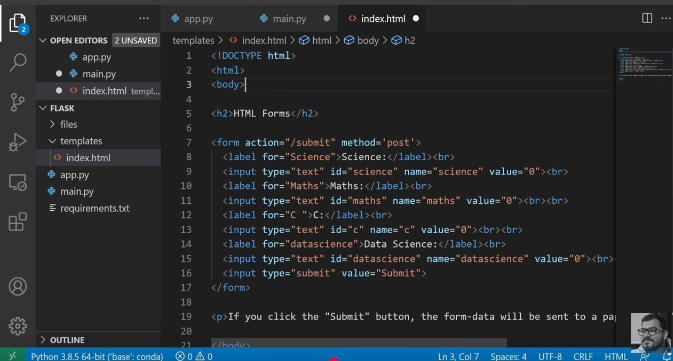 EXPLORER ...
app.py main.py index.html
OPEN EDITORS 2 UNSAVED
app.py
main.py
index.html templ...
FLASK
files
templates
index.html
app.py
main.py
requirements.txt
OUTLINE
templates > index.html > html > body > h2
1 <!DOCTYPE html>
2 <html>
3 <body>
4
5 <h2>HTML Forms</h2>
6
7 <form action="/submit" method='post'>
8 <label for="Science">Science:</label><br>
9 <input type="text" id="science" name="science" value="0"><br>
10 <label for="Maths">Maths:</label><br>
11 <input type="text" id="maths" name="maths" value="0"><br><br>
12 <label for="C ">C:</label><br>
13 <input type="text" id="c" name="c" value="0"><br><br>
14 <label for="datascience">Data Science:</label><br>
15 <input type="text" id="datascience" name="datascience" value="0"><br>
16 <input type="submit" value="Submit">
17 </form>
18
19 <p>If you click the "Submit" button, the form-data will be sent to a
20
21 </body>
2
Python 3.8.5 64-bit ('base': conda) 0 0 Ln 3, Col 7 Spaces: 4 UTF-8 CRLF HTML